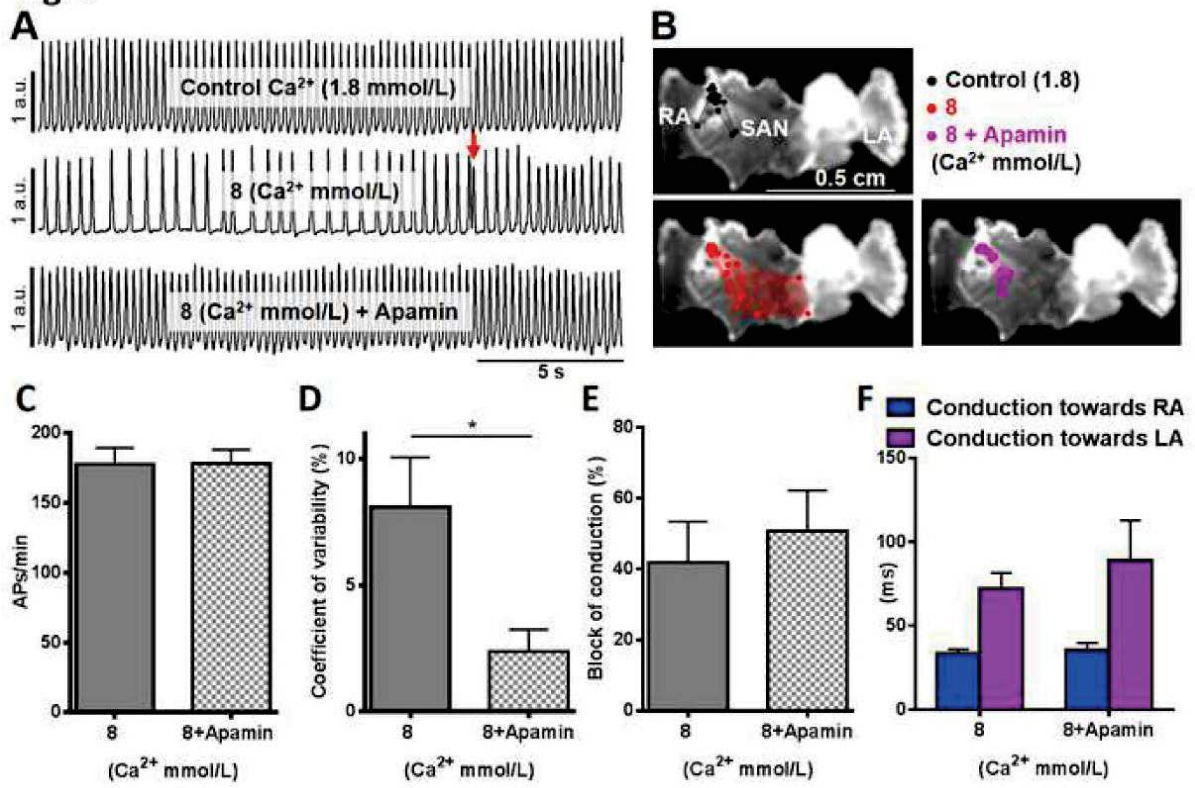 A
1 a.u.
Control Ca²⁺ (1.8 mmol/L)
1 a.u.
8 (Ca²⁺ mmol/L)
1 a.u.
8 (Ca²⁺ mmol/L) + Apamin
5 s
B
RA
SAN
LA
0.5 cm
Control (1.8)
8
8 + Apamin
(Ca²⁺ mmol/L)
C
200
150
100
50
0
APs/min
8
8+Apamin
(Ca²⁺ mmol/L)
D
10
5
0
Coefficient of variability (%)
*
8
8+Apamin
(Ca²⁺ mmol/L)
E
80
60
40
20
0
Block of conduction (%)
8
8+Apamin
(Ca²⁺ mmol/L)
F
Conduction towards RA
Conduction towards LA
150
100
50
0
(ms)
8
8+Apamin
(Ca²⁺ mmol/L)